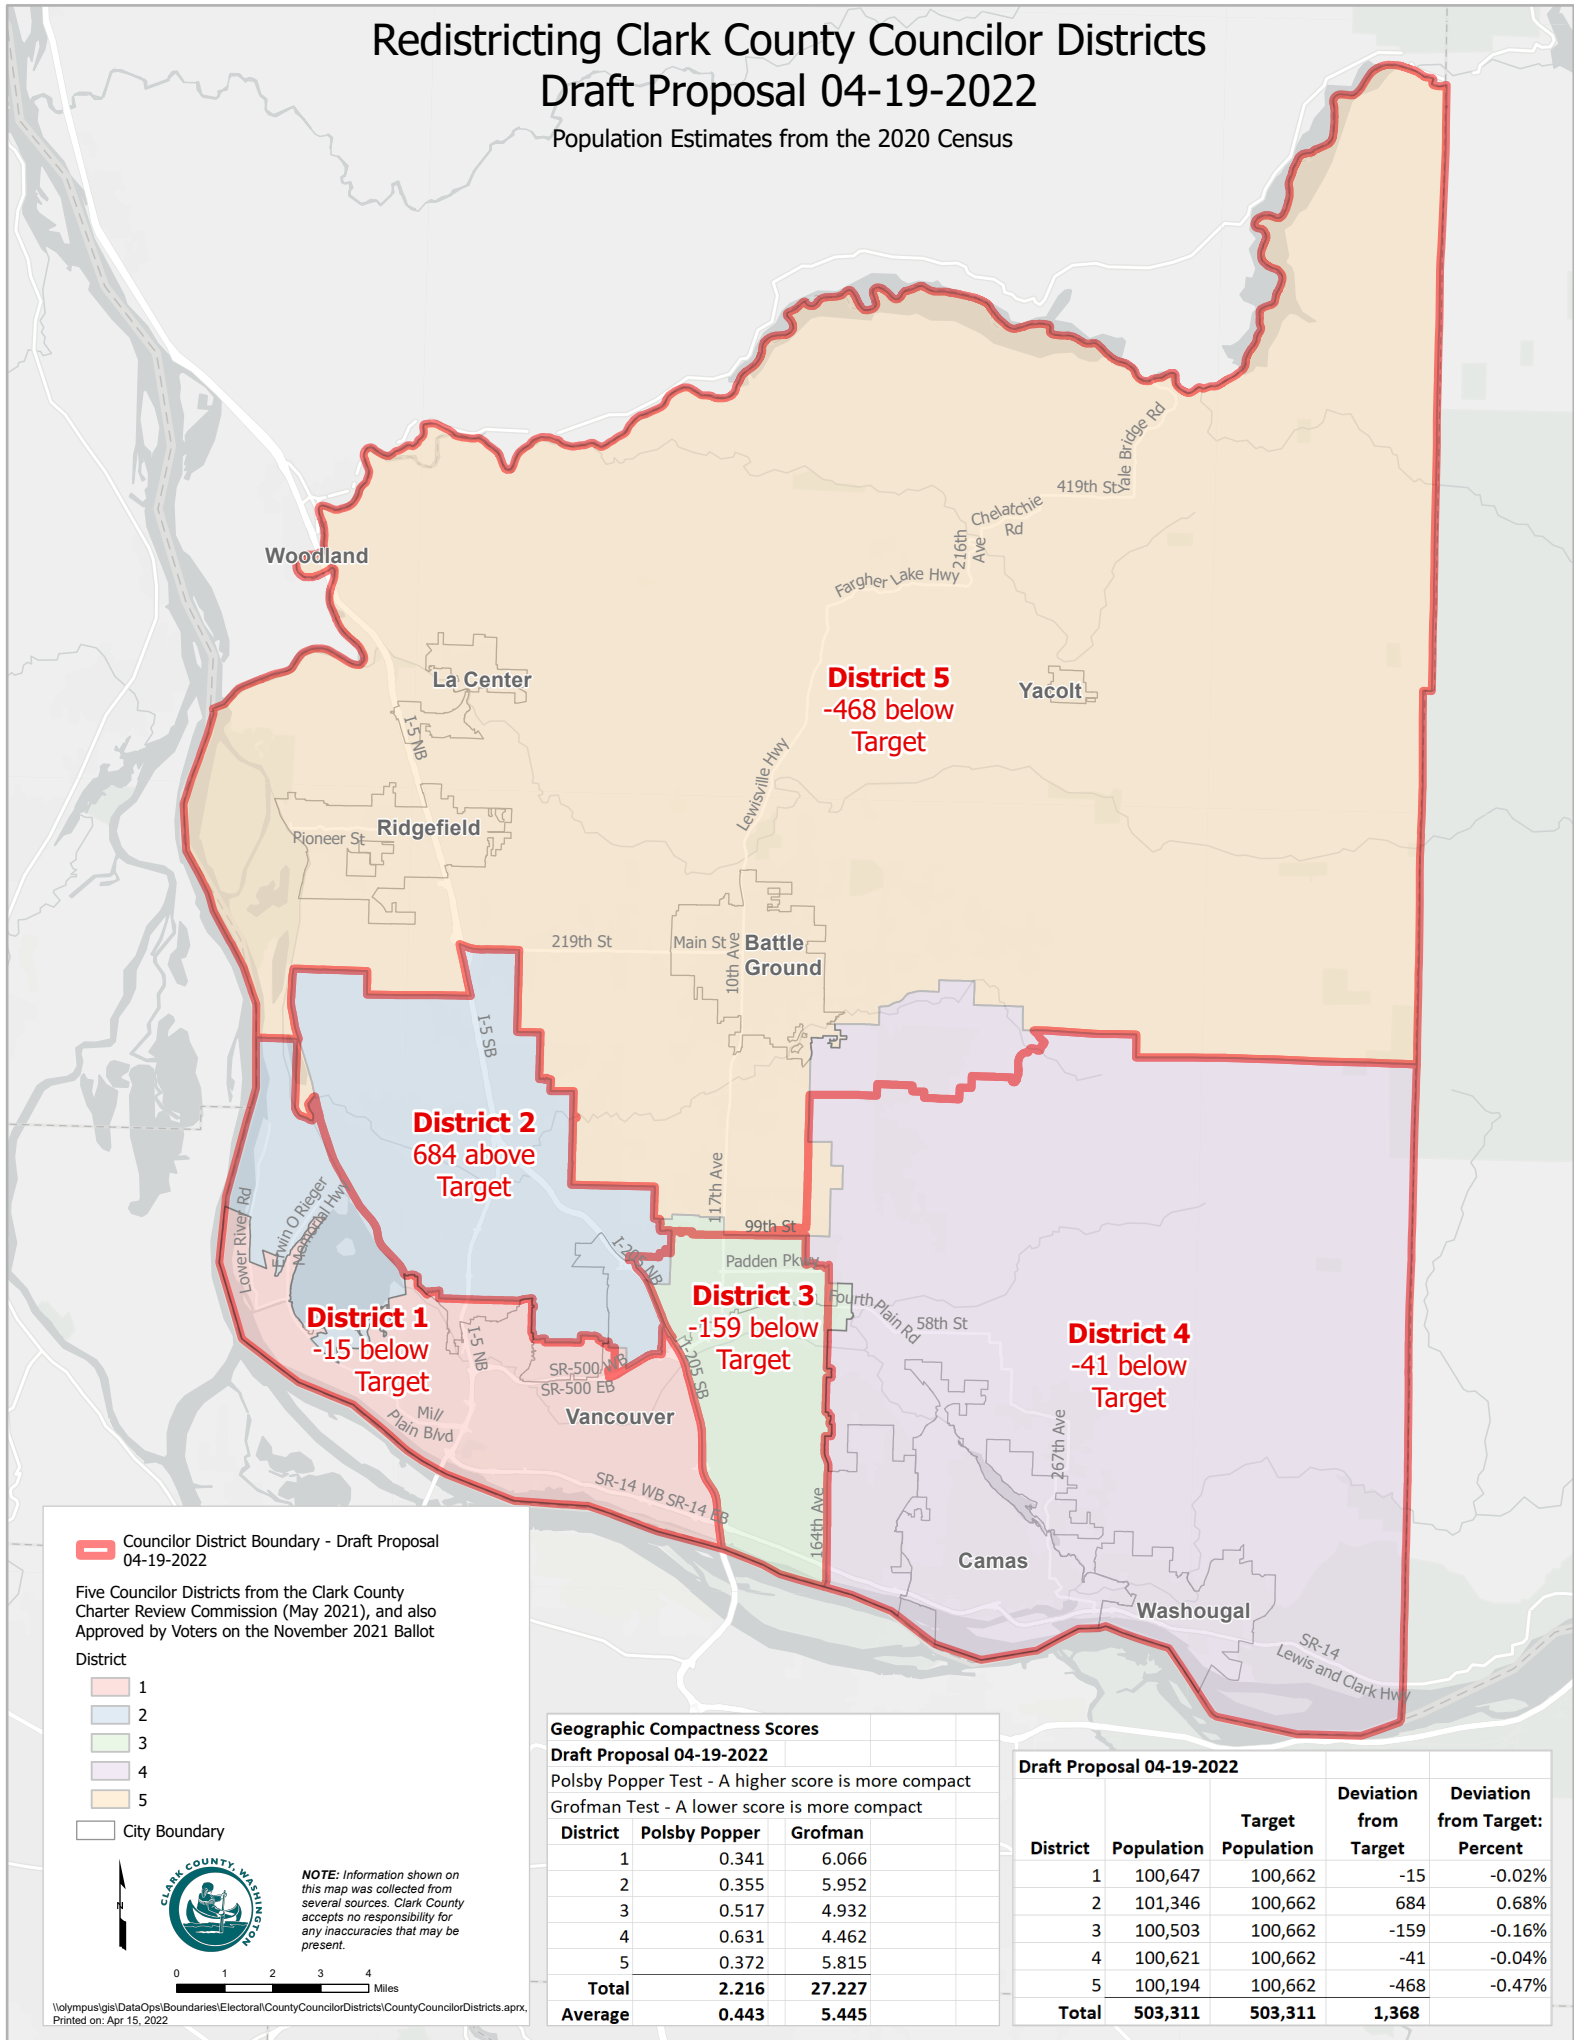 Redistricting Clark County Councilor Districts
Draft Proposal 04-19-2022
Population Estimates from the 2020 Census
Yale Bridge Rd
419th St
Chelatchie
Rd
216th
Ave
Fargher Lake Hwy
Woodland
La Center
District 5
-468 below
Target
Yacolt
I-5 NB
Lewisville Hwy
Ridgefield
Pioneer St
219th St
Main St
10th Ave
Battle
Ground
I-5 SB
District 2
684 above
Target
117th Ave
Lower River Rd
Erwin O Rieger
Memorial Hwy
99th St
I-205 NB
Padden Pkwy
District 3
-159 below
Target
Fourth Plain Rd
58th St
District 1
-15 below
Target
I-5 NB
SR-500 WB
SR-500 EB
I-205 SB
District 4
-41 below
Target
Mill
Plain Blvd
Vancouver
267th Ave
SR-14 WB
SR-14 EB
164th Ave
Camas
Washougal
SR-14
Lewis and Clark Hwy
Councilor District Boundary - Draft Proposal
04-19-2022
Five Councilor Districts from the Clark County
Charter Review Commission (May 2021), and also
Approved by Voters on the November 2021 Ballot
District
1
2
3
4
5
City Boundary
N
CLARK COUNTY, WASHINGTON
NOTE: Information shown on
this map was collected from
several sources. Clark County
accepts no responsibility for
any inaccuracies that may be
present.
0 1 2 3 4
Miles
\\olympus\gis\DataOps\Boundaries\Electoral\CountyCouncilorDistricts\CountyCouncilorDistricts.aprx,
Printed on: Apr 15, 2022
Geographic Compactness Scores
Draft Proposal 04-19-2022
Polsby Popper Test - A higher score is more compact
Grofman Test - A lower score is more compact
District Polsby Popper Grofman
1 0.341 6.066
2 0.355 5.952
3 0.517 4.932
4 0.631 4.462
5 0.372 5.815
Total 2.216 27.227
Average 0.443 5.445
Draft Proposal 04-19-2022
District Population Target Population Deviation from Target Deviation from Target: Percent
1 100,647 100,662 -15 -0.02%
2 101,346 100,662 684 0.68%
3 100,503 100,662 -159 -0.16%
4 100,621 100,662 -41 -0.04%
5 100,194 100,662 -468 -0.47%
Total 503,311 503,311 1,368